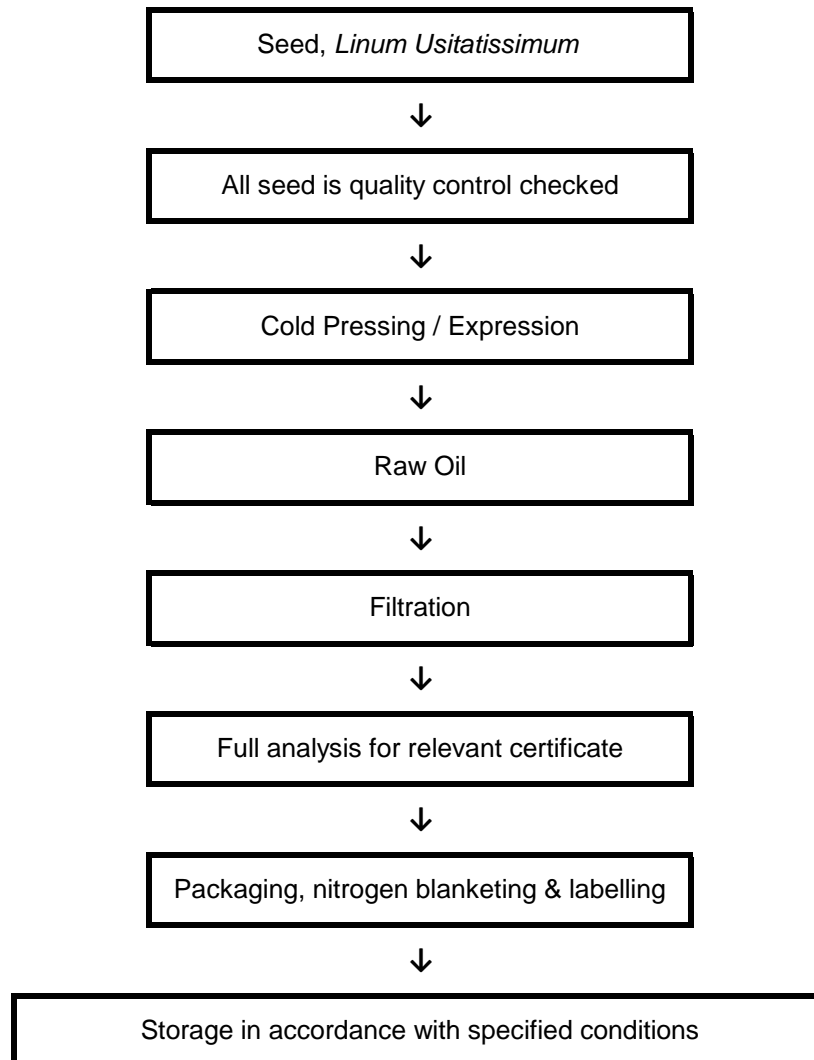 Seed, Linum Usitatissimum
All seed is quality control checked
Cold Pressing / Expression
Raw Oil
Filtration
Full analysis for relevant certificate
Packaging, nitrogen blanketing & labelling
Storage in accordance with specified conditions